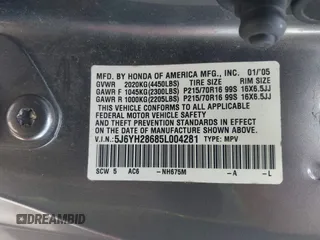 MFD. BY HONDA OF AMERICA MFG., INC. 01/'05
GVWR 2020KG(4450LBS) TIRE SIZE RIM SIZE
GAWR F 1045KG(2300LBS) P215/70R16 99S 16X6.5JJ
GAWR R 1000KG(2205LBS) P215/70R16 99S 16X6.5JJ
THIS VEHICLE CONFORMS TO ALL APPLICABLE
FEDERAL MOTOR VEHICLE SAFETY STANDARDS IN
EFFECT ON THE DATE OF MANUFACTURE SHOWN ABOVE.
V.I.N.: 5J6YH28685L004281 TYPE: MPV
SCW 5 AC6 -NH675M -A -L
DREAMBID